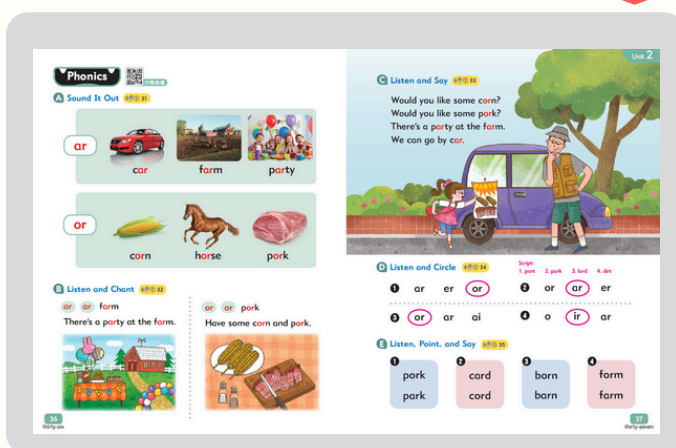 Phonics
A Sound It Out 31
ar
car farm party
or
corn horse pork
B Listen and Chant 32
ar ar farm
There's a party at the farm.
or or pork
Have some corn and pork.
36
thirty-six
Unit 2
C Listen and Say 33
Would you like some corn?
Would you like some pork?
There's a party at the farm.
We can go by car.
PARTY
D Listen and Circle 34
Script:
1. port 2. park 3. ford 4. dirt
1 ar er or
2 or ar er
3 or ar ai
4 o ir ar
E Listen, Point, and Say 35
1 2 3 4
pork card born form
park cord barn farm
37
thirty-seven